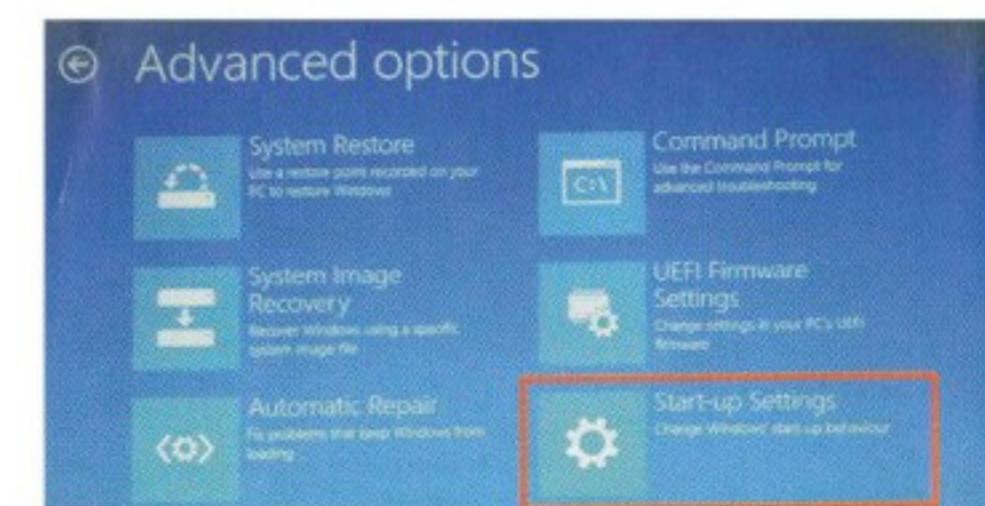 Advanced options
System Restore
Use a restore point recorded on your
PC to restore Windows
Command Prompt
Use the Command Prompt for
advanced troubleshooting
C:\
System Image
Recovery
Recover Windows using a specific
system image file
UEFI Firmware
Settings
Change settings in your PC's UEFI
firmware
Automatic Repair
Fix problems that keep Windows from
loading
Start-up Settings
Change Windows' start-up behaviour